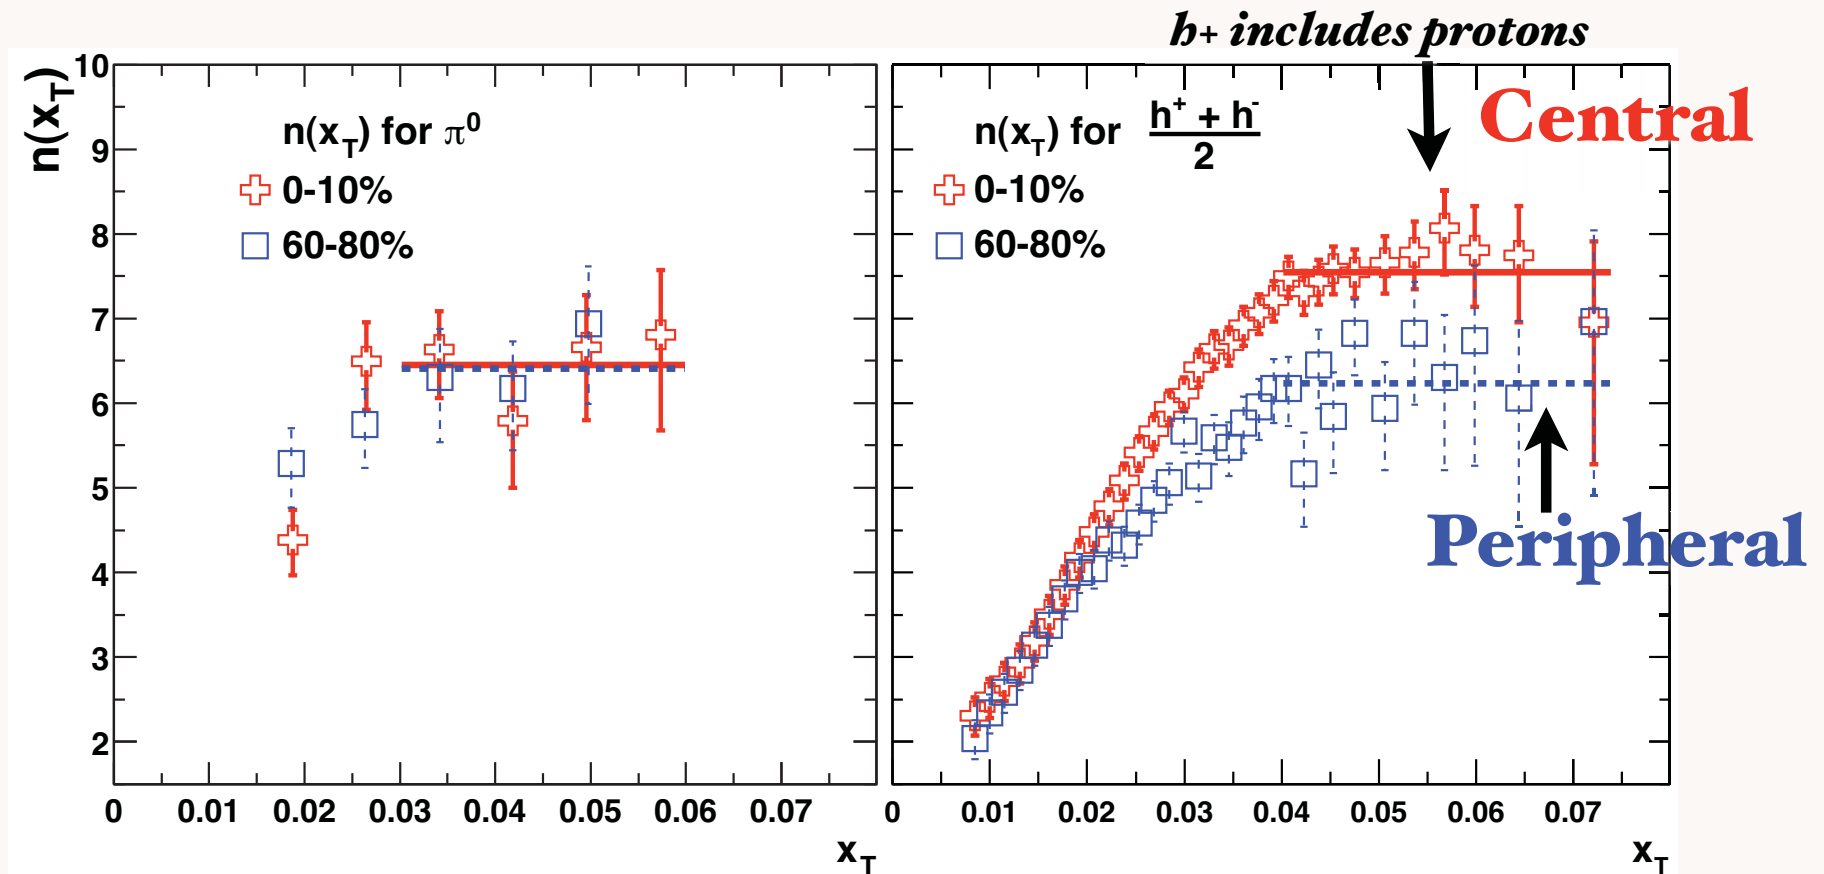 h+ includes protons
n(x_T)
10
9
8
7
6
5
4
3
2
n(x_T) for π⁰
0-10%
60-80%
0 0.01 0.02 0.03 0.04 0.05 0.06 0.07
x_T
n(x_T) for h⁺ + h⁻
2
0-10%
60-80%
Central
Peripheral
0 0.01 0.02 0.03 0.04 0.05 0.06 0.07
x_T